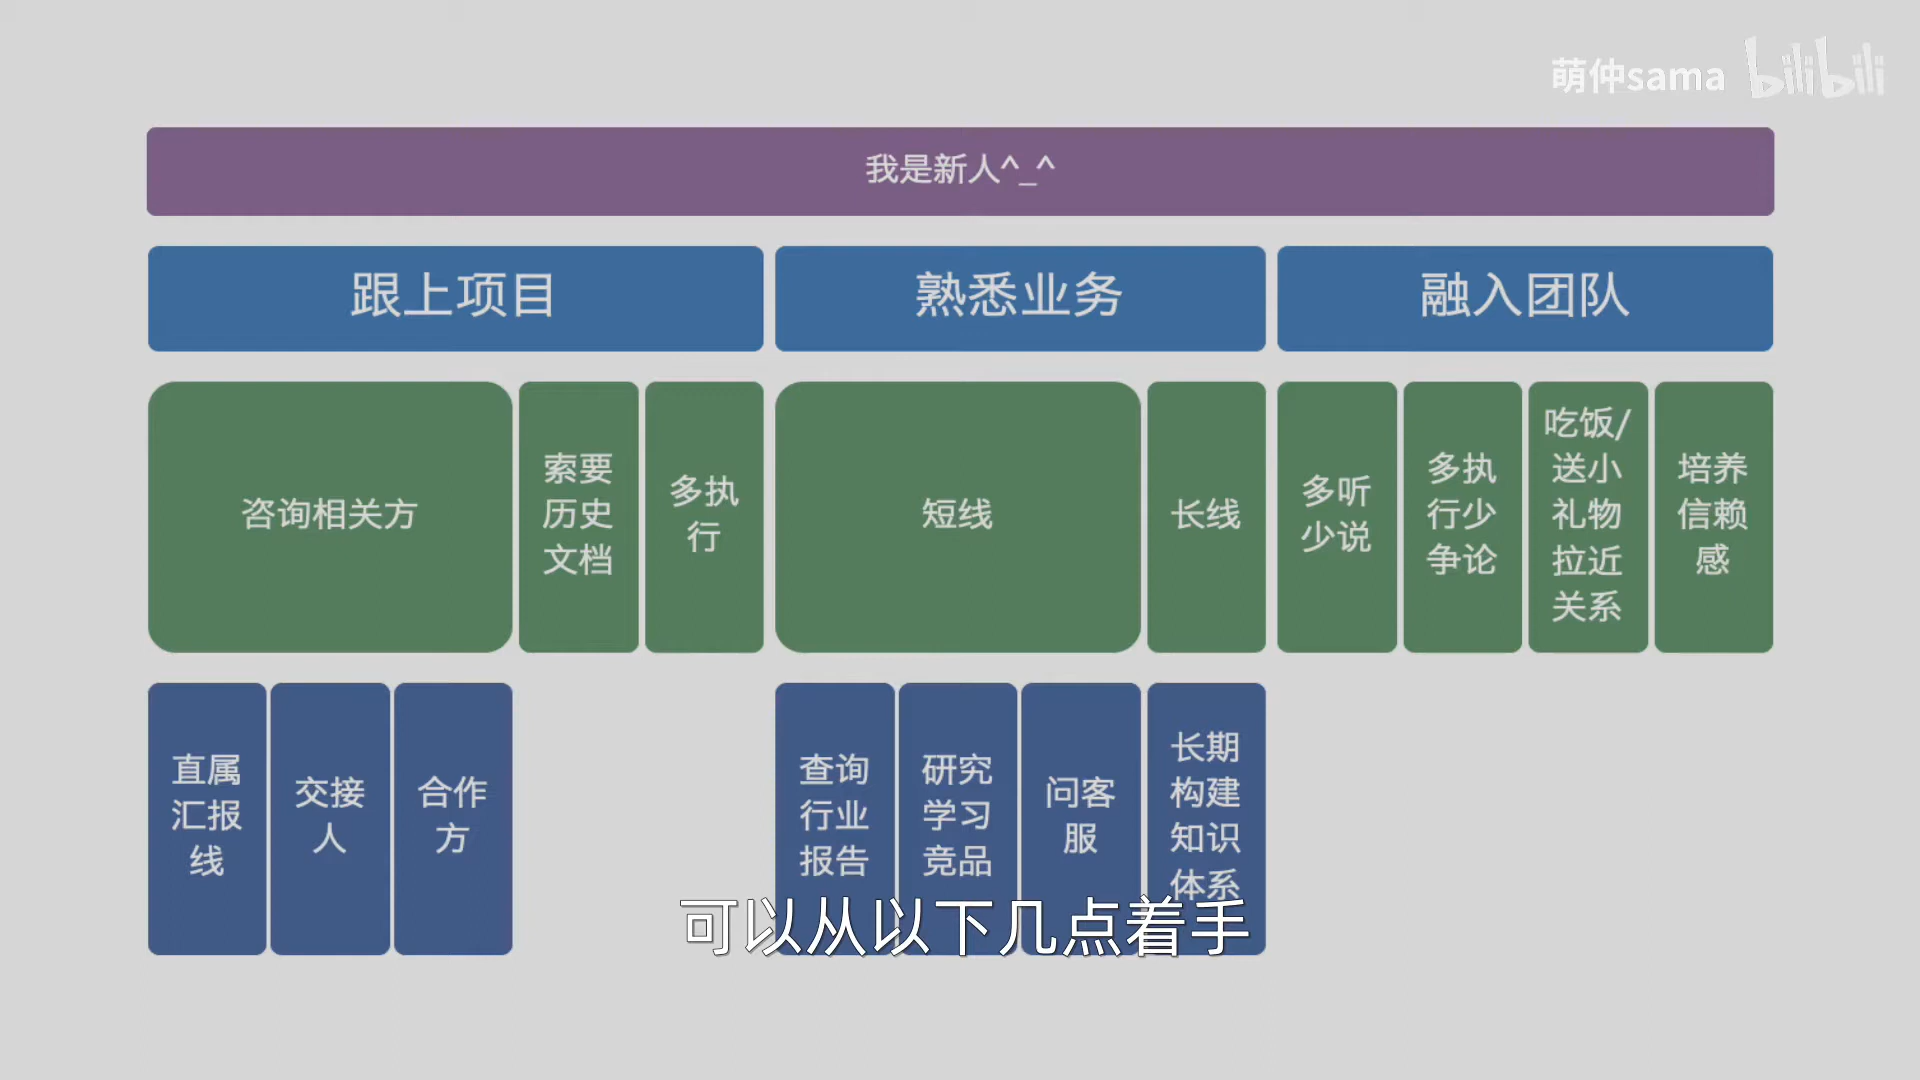 萌仲sama bilibili
我是新人^_^
跟上项目
熟悉业务
融入团队
咨询相关方
索要
历史
文档
多执
行
短线
长线
多听
少说
多执
行少
争论
吃饭/
送小
礼物
拉近
关系
培养
信赖
感
直属
汇报
线
交接
人
合作
方
查询
行业
报告
研究
学习
竞品
问客
服
长期
构建
知识
体系
可以从以下几点着手